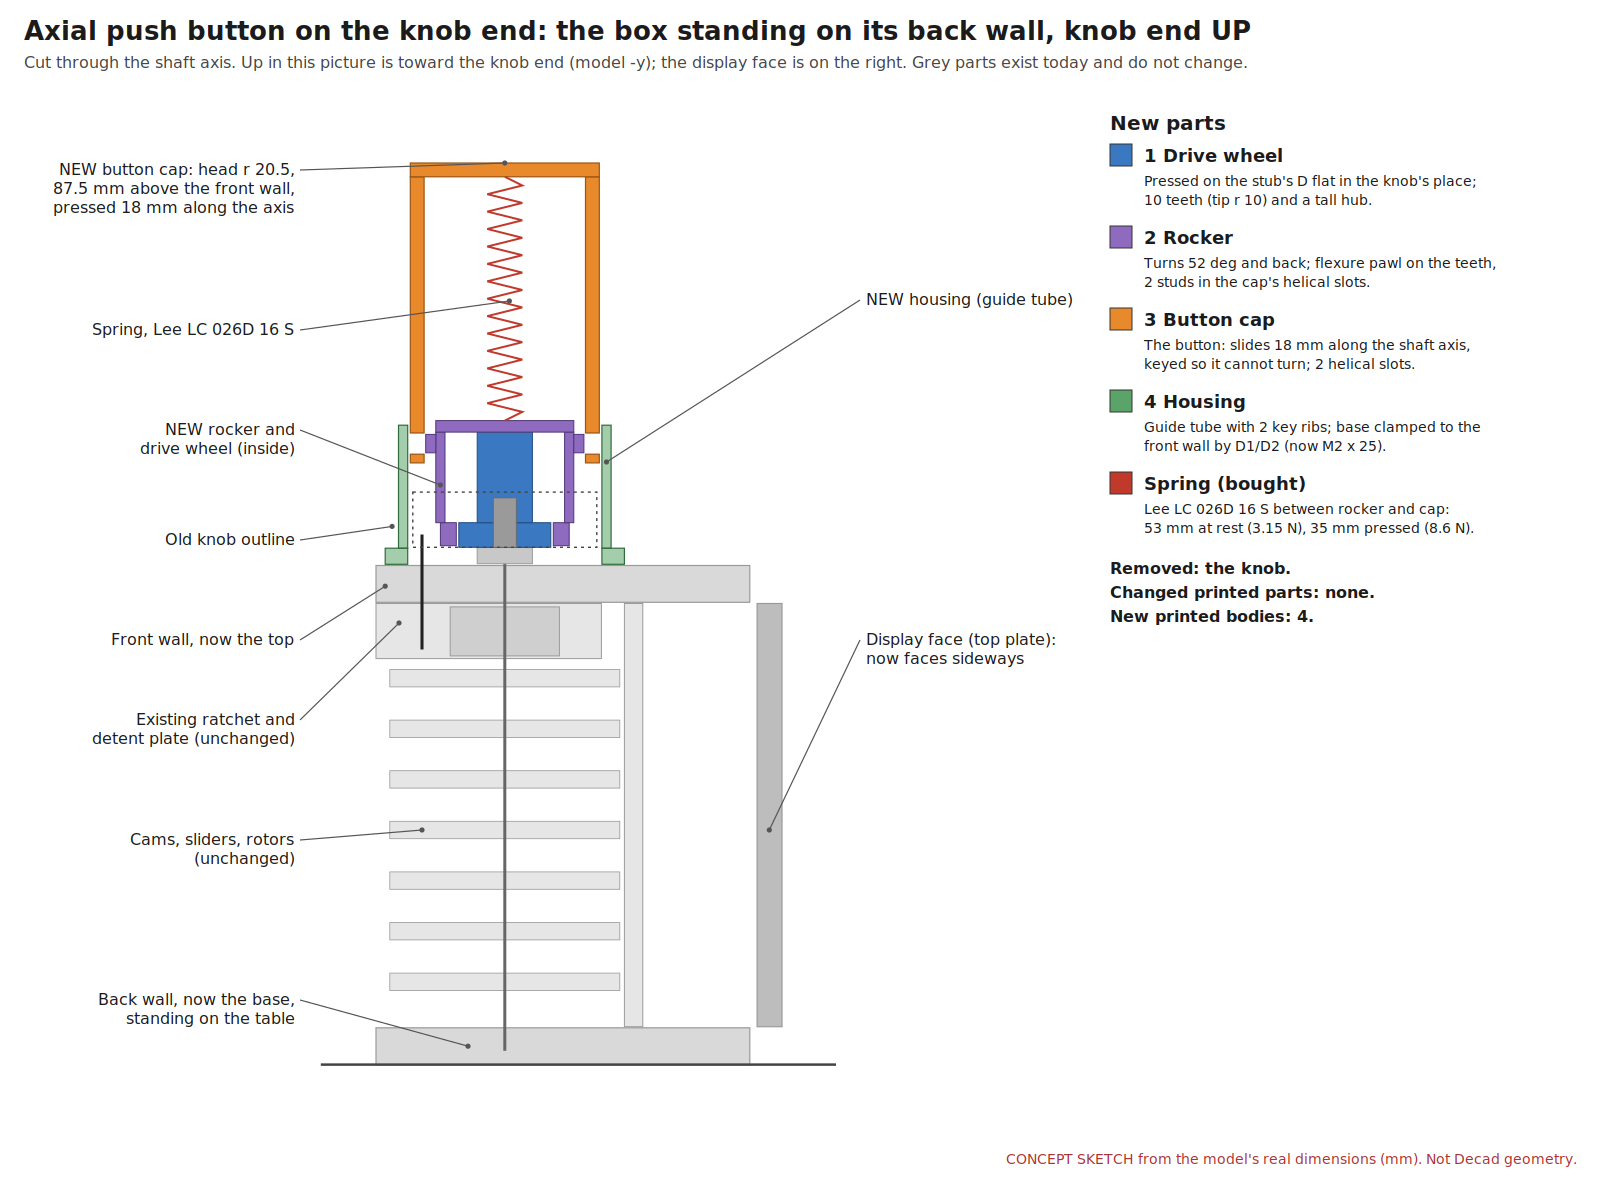 Axial push button on the knob end: the box standing on its back wall, knob end UP
Cut through the shaft axis. Up in this picture is toward the knob end (model -y); the display face is on the right. Grey parts exist today and do not change.
NEW button cap: head r 20.5,
87.5 mm above the front wall,
pressed 18 mm along the axis
Spring, Lee LC 026D 16 S
NEW rocker and
drive wheel (inside)
Old knob outline
Front wall, now the top
Existing ratchet and
detent plate (unchanged)
Cams, sliders, rotors
(unchanged)
Back wall, now the base,
standing on the table
NEW housing (guide tube)
Display face (top plate):
now faces sideways
New parts
1 Drive wheel
Pressed on the stub's D flat in the knob's place;
10 teeth (tip r 10) and a tall hub.
2 Rocker
Turns 52 deg and back; flexure pawl on the teeth,
2 studs in the cap's helical slots.
3 Button cap
The button: slides 18 mm along the shaft axis,
keyed so it cannot turn; 2 helical slots.
4 Housing
Guide tube with 2 key ribs; base clamped to the
front wall by D1/D2 (now M2 x 25).
Spring (bought)
Lee LC 026D 16 S between rocker and cap:
53 mm at rest (3.15 N), 35 mm pressed (8.6 N).
Removed: the knob.
Changed printed parts: none.
New printed bodies: 4.
CONCEPT SKETCH from the model's real dimensions (mm). Not Decad geometry.